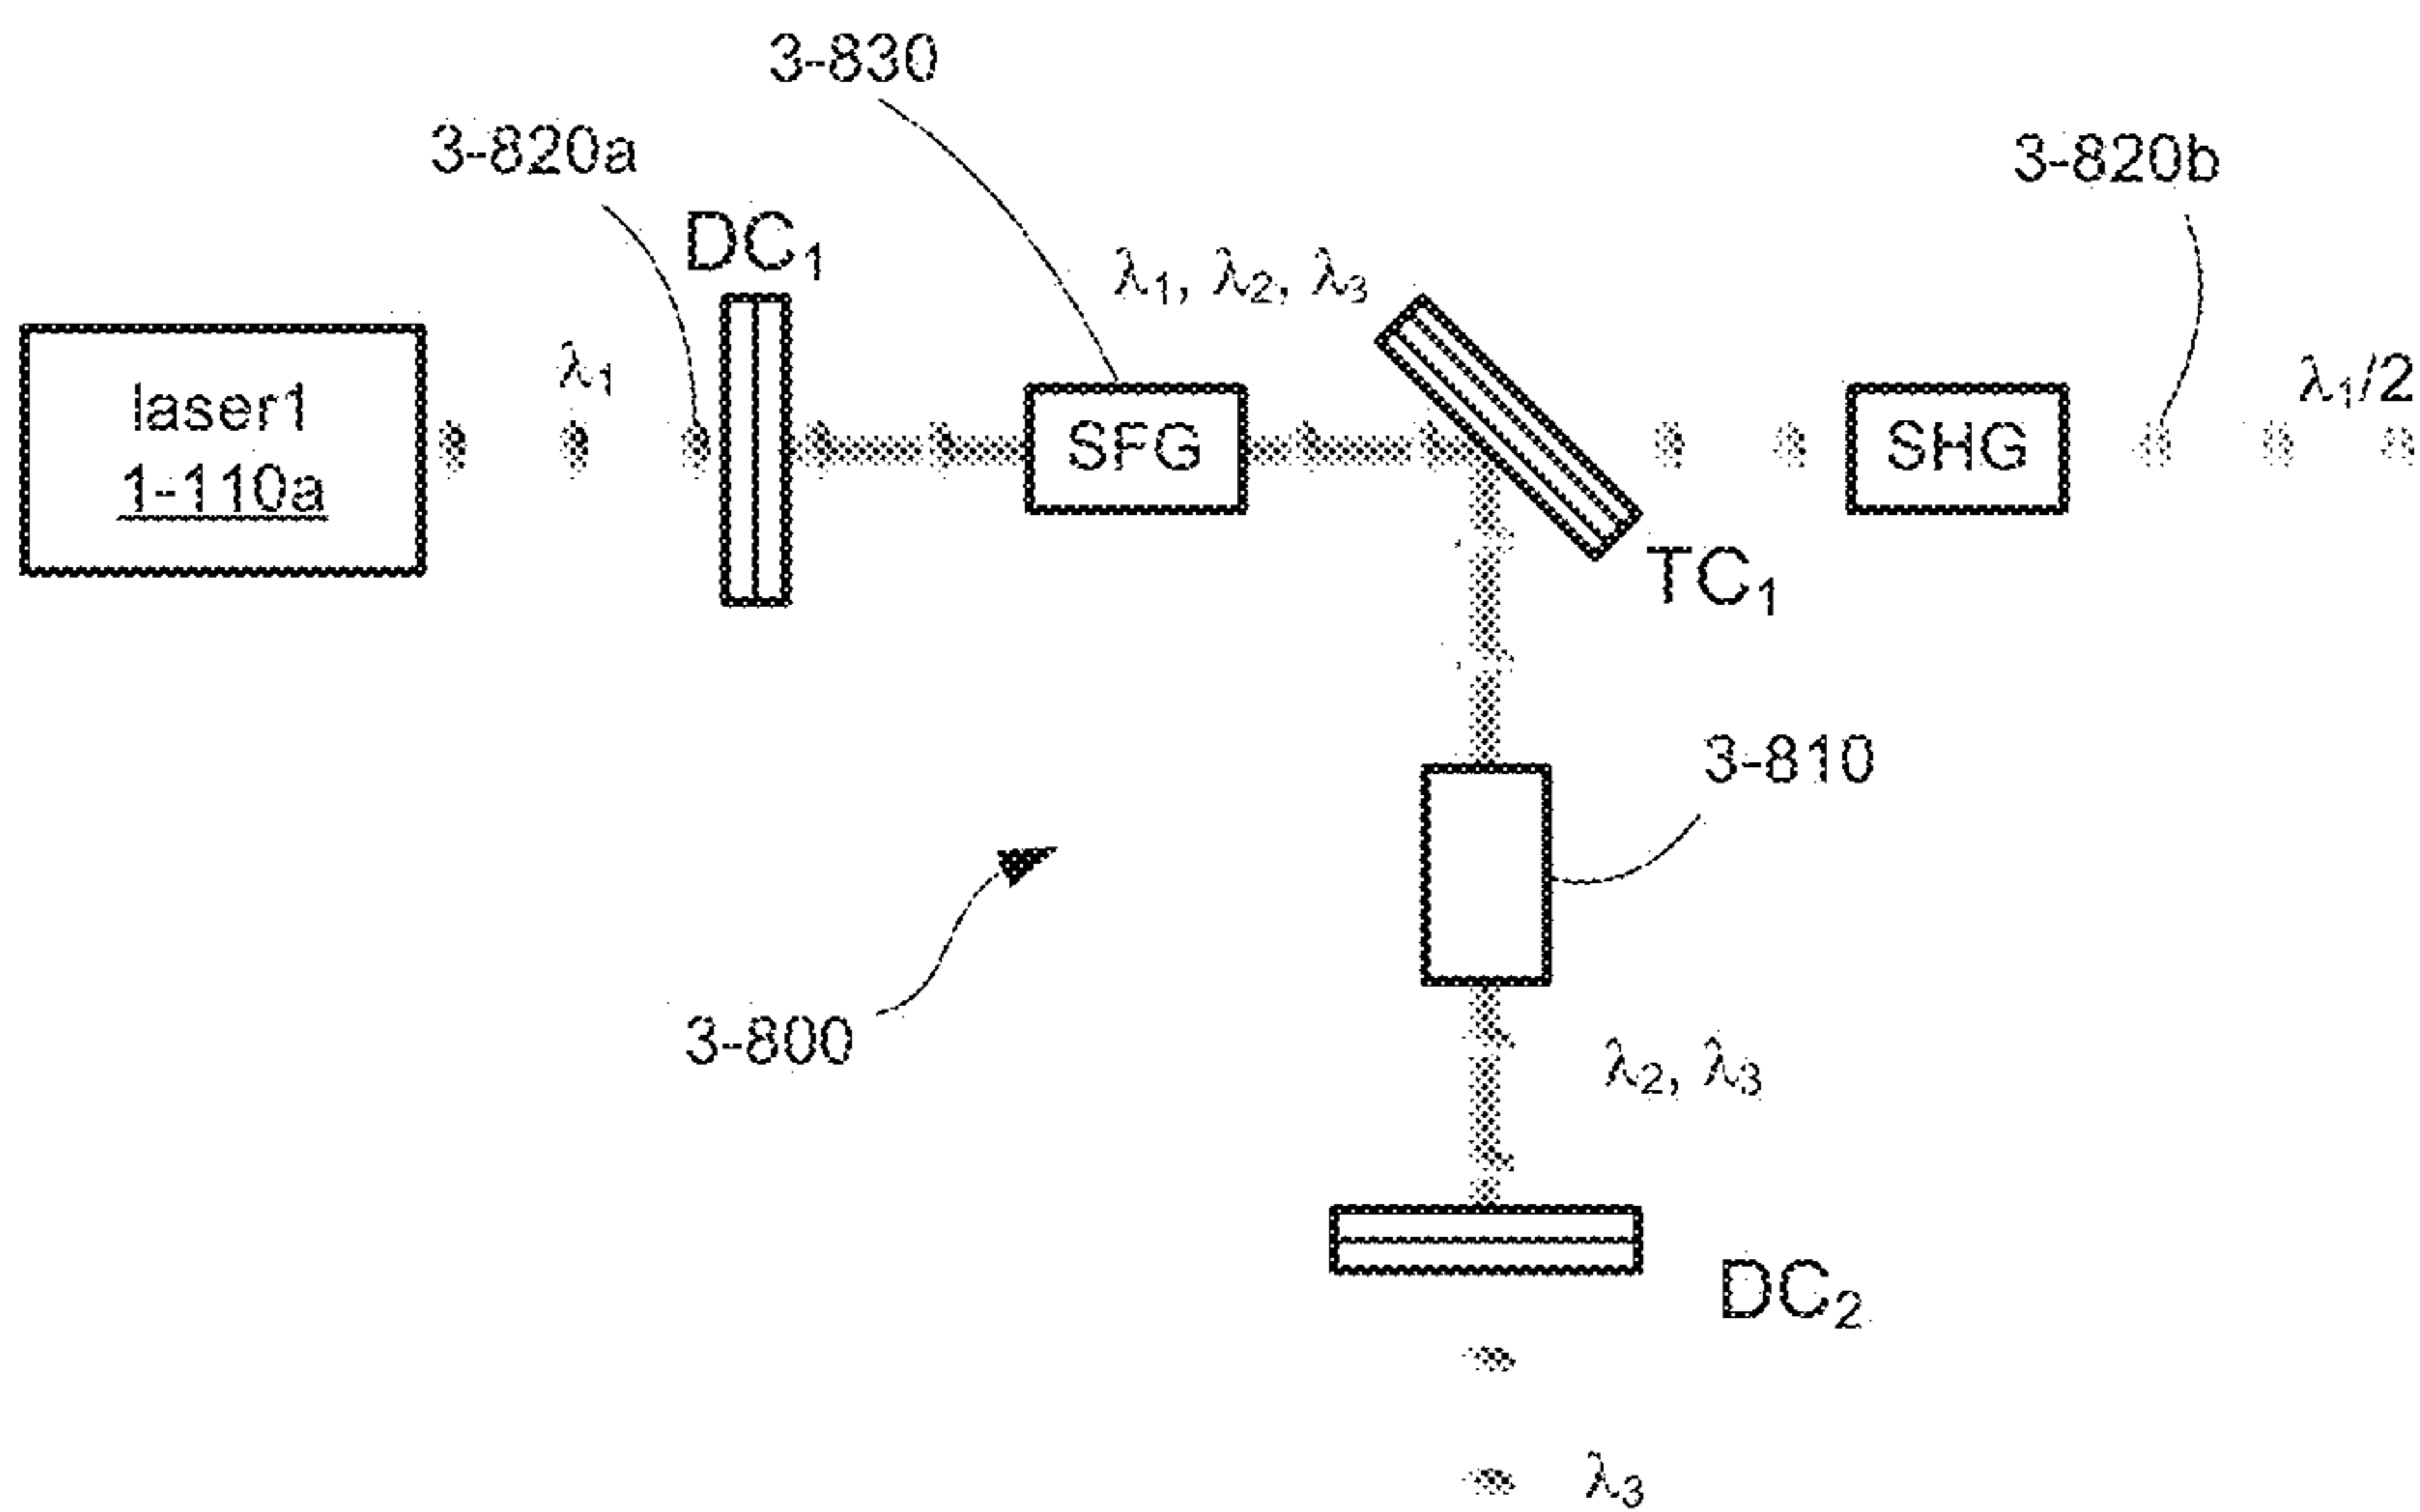 3-830
3-820a
3-820b
DC₁
λ₁, λ₂, λ₃
λ₁
λ₁/2
laser1
1-110a
SFG
SHG
TC₁
3-810
3-800
λ₂, λ₃
DC₂
λ₃